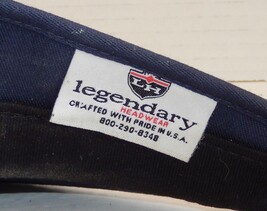 LH
legendary
HEADWEAR
CRAFTED WITH PRIDE IN U.S.A.
800-290-8348